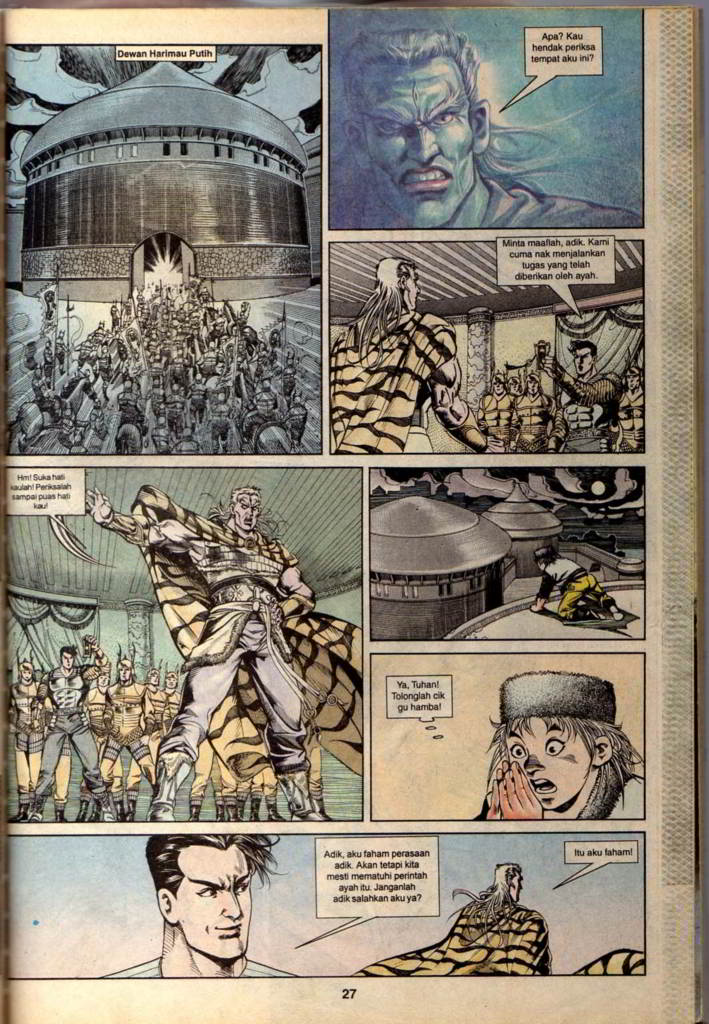 Dewan Harimau Putih
Apa? Kau
hendak periksa
tempat aku ini?
Minta maaflah, adik. Kami
cuma nak menjalankan
tugas yang telah
diberikan oleh ayah.
Hm! Suka hati
kaulah! Periksalah
sampai puas hati
kau!
Ya, Tuhan!
Tolonglah cik
gu hamba!
Adik, aku faham perasaan
adik. Akan tetapi kita
mesti mematuhi perintah
ayah itu. Janganlah
adik salahkan aku ya?
Itu aku faham!
27